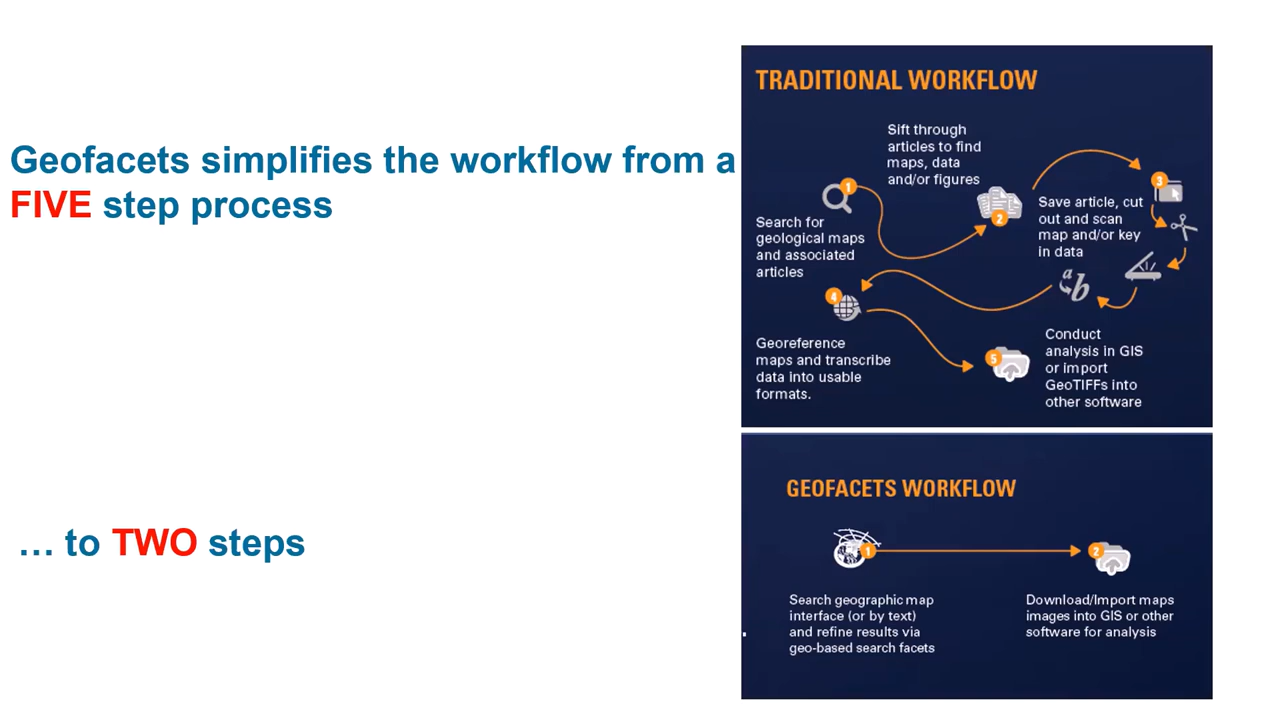 Geofacets simplifies the workflow from a
FIVE step process
… to TWO steps
TRADITIONAL WORKFLOW
1
Search for
geological maps
and associated
articles
Sift through
articles to find
maps, data
and/or figures
2
3
Save article, cut
out and scan
map and/or key
in data
a
b
4
Georeference
maps and transcribe
data into usable
formats.
5
Conduct
analysis in GIS
or import
GeoTIFFs into
other software
GEOFACETS WORKFLOW
1
Search geographic map
interface (or by text)
and refine results via
geo-based search facets
2
Download/Import maps
images into GIS or other
software for analysis
.